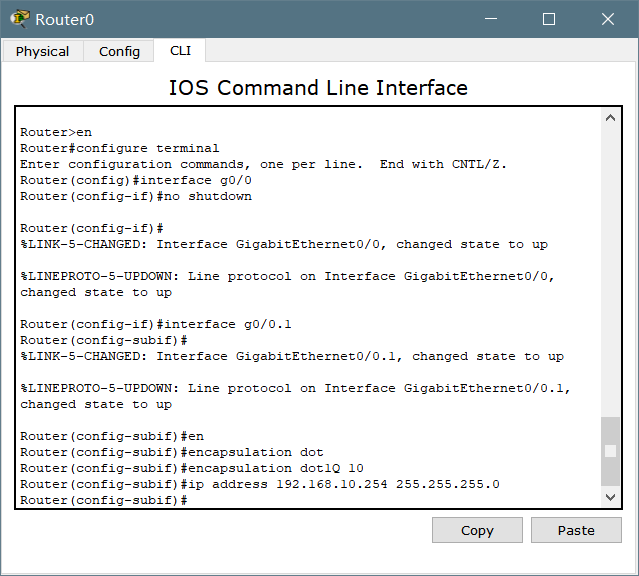 Router0
Physical Config CLI
IOS Command Line Interface
Router>en
Router#configure terminal
Enter configuration commands, one per line.  End with CNTL/Z.
Router(config)#interface g0/0
Router(config-if)#no shutdown
Router(config-if)#
%LINK-5-CHANGED: Interface GigabitEthernet0/0, changed state to up
%LINEPROTO-5-UPDOWN: Line protocol on Interface GigabitEthernet0/0,
changed state to up
Router(config-if)#interface g0/0.1
Router(config-subif)#
%LINK-5-CHANGED: Interface GigabitEthernet0/0.1, changed state to up
%LINEPROTO-5-UPDOWN: Line protocol on Interface GigabitEthernet0/0.1,
changed state to up
Router(config-subif)#en
Router(config-subif)#encapsulation dot
Router(config-subif)#encapsulation dot1Q 10
Router(config-subif)#ip address 192.168.10.254 255.255.255.0
Router(config-subif)#
Copy Paste